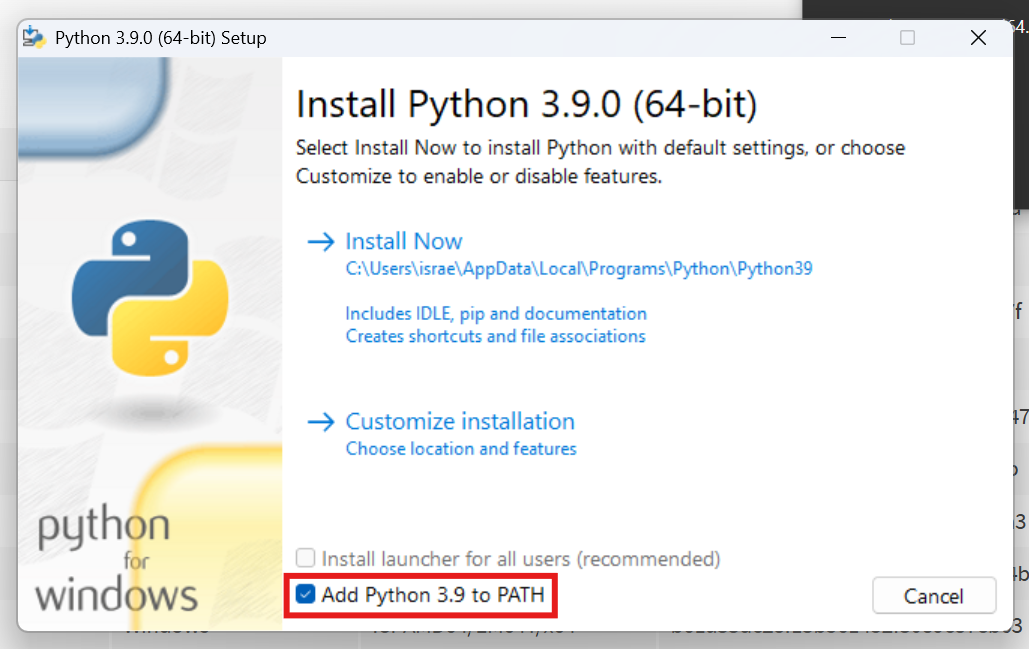 Python 3.9.0 (64-bit) Setup
Install Python 3.9.0 (64-bit)
Select Install Now to install Python with default settings, or choose
Customize to enable or disable features.
Install Now
C:\Users\israe\AppData\Local\Programs\Python\Python39
Includes IDLE, pip and documentation
Creates shortcuts and file associations
Customize installation
Choose location and features
python
for
windows
Install launcher for all users (recommended)
Add Python 3.9 to PATH
Cancel